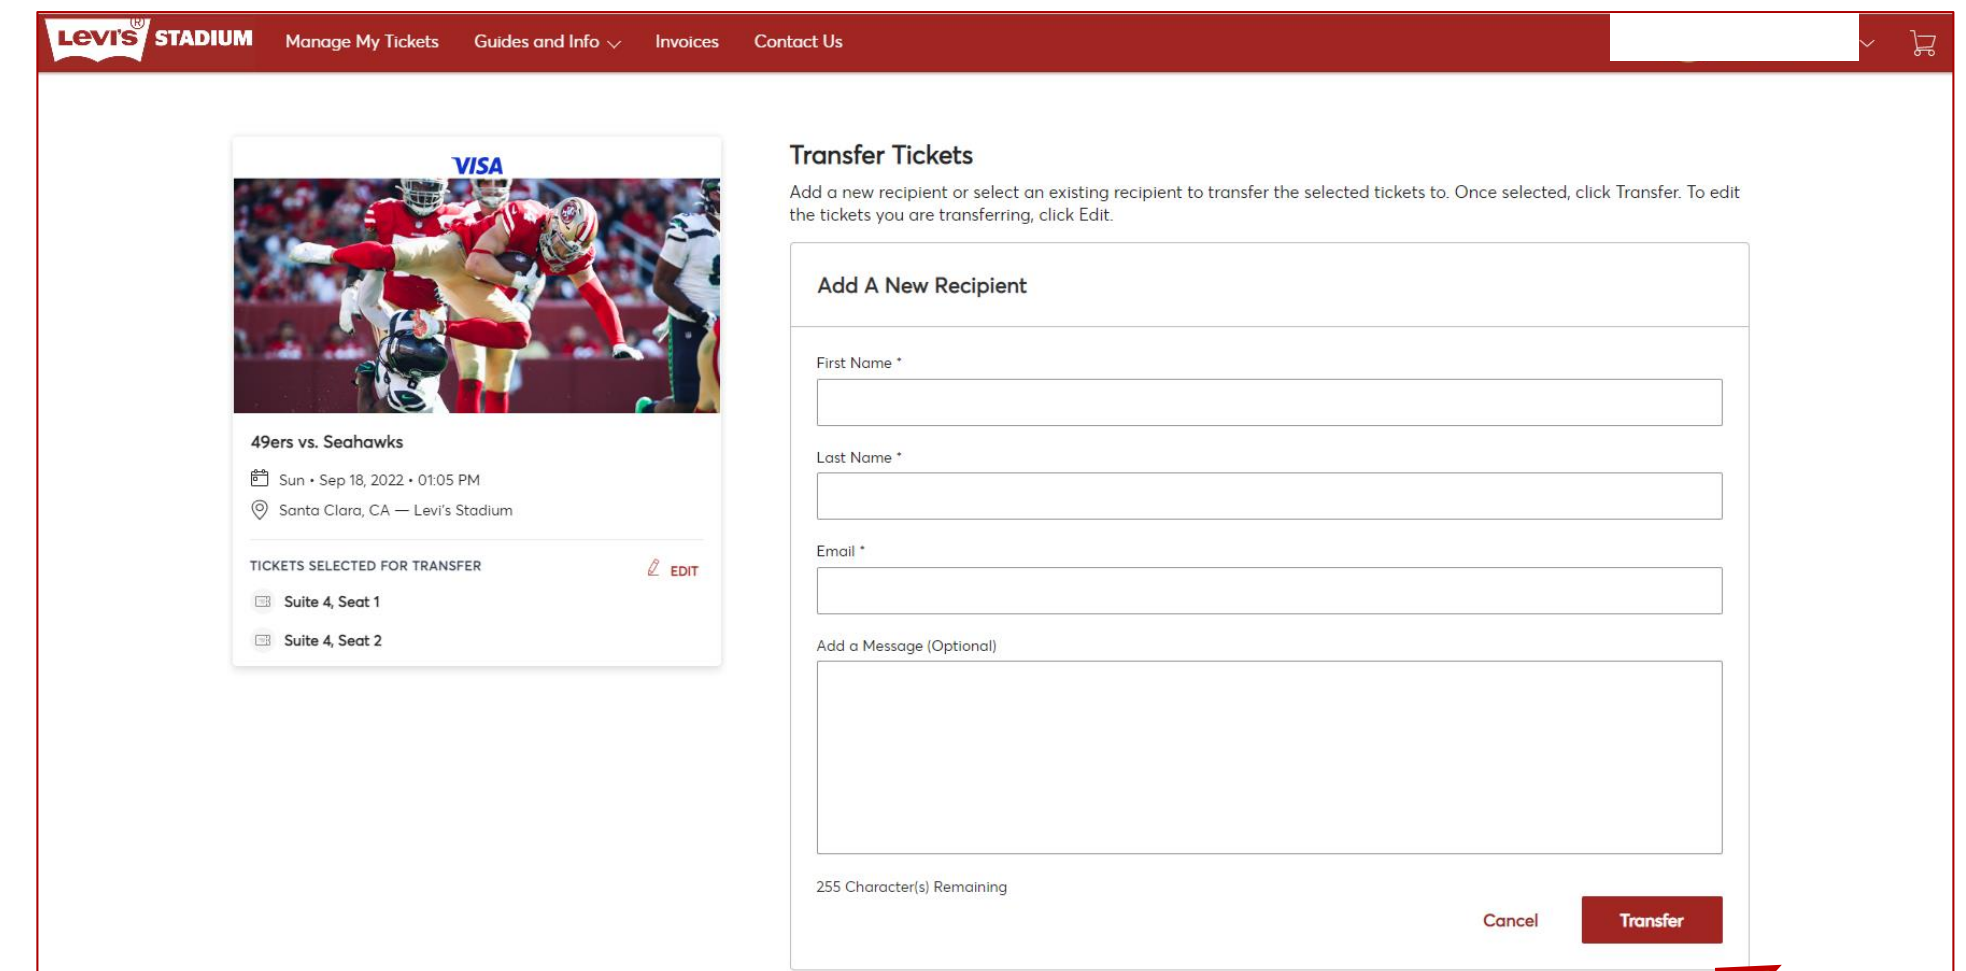 LEVI'S ® STADIUM Manage My Tickets Guides and Info Invoices Contact Us
VISA
49ers vs. Seahawks
Sun • Sep 18, 2022 • 01:05 PM
Santa Clara, CA — Levi's Stadium
TICKETS SELECTED FOR TRANSFER EDIT
Suite 4, Seat 1
Suite 4, Seat 2
Transfer Tickets
Add a new recipient or select an existing recipient to transfer the selected tickets to. Once selected, click Transfer. To edit
the tickets you are transferring, click Edit.
Add A New Recipient
First Name *
Last Name *
Email *
Add a Message (Optional)
255 Character(s) Remaining
Cancel Transfer